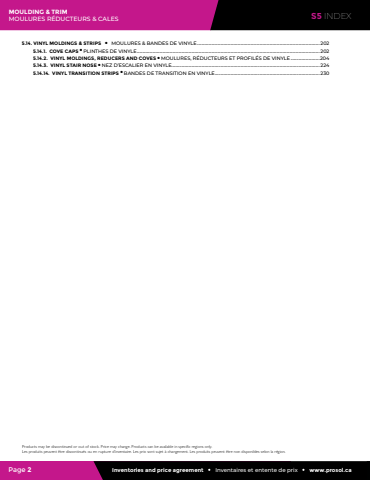 MOULDING & TRIM
MOULURES RÉDUCTEURS & CALES
S5 INDEX
5.14. VINYL MOLDINGS & STRIPS • MOULURES & BANDES DE VINYLE 202
5.14.1. COVE CAPS • PLINTHES DE VINYLE 202
5.14.2. VINYL MOLDINGS, REDUCERS AND COVES • MOULURES, RÉDUCTEURS ET PROFILÉS DE VINYLE 204
5.14.3. VINYL STAIR NOSE • NEZ D'ESCALIER EN VINYLE 224
5.14.14. VINYL TRANSITION STRIPS • BANDES DE TRANSITION EN VINYLE 230
Products may be discontinued or out of stock. Price may change. Products can be available in specific regions only.
Les produits peuvent être discontinués ou en rupture d'inventaire. Les prix sont sujet à changement. Les produits peuvent être non disponibles selon la région.
Page 2
Inventories and price agreement • Inventaires et entente de prix • www.prosol.ca